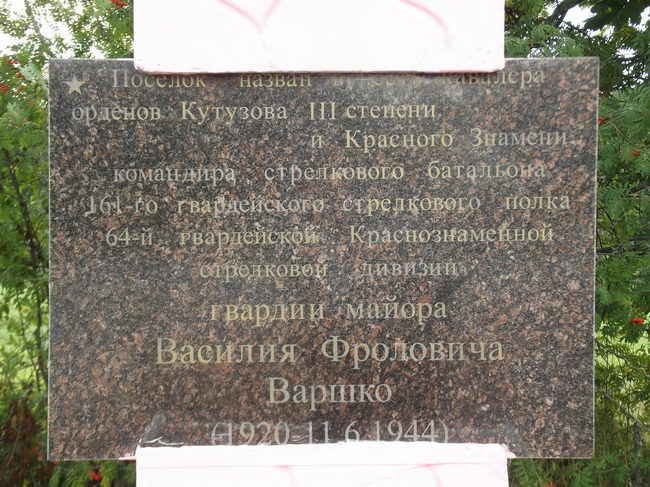 Посёлок назван кавалера
орденов Кутузова III степени
и Красного Знамени,
командира стрелкового батальона
161-го гвардейского стрелкового полка
64-й гвардейской Краснознаменной
стрелковой дивизии
гвардии майора
Василия Фроловича
Варшко
(1920-11.6.1944)